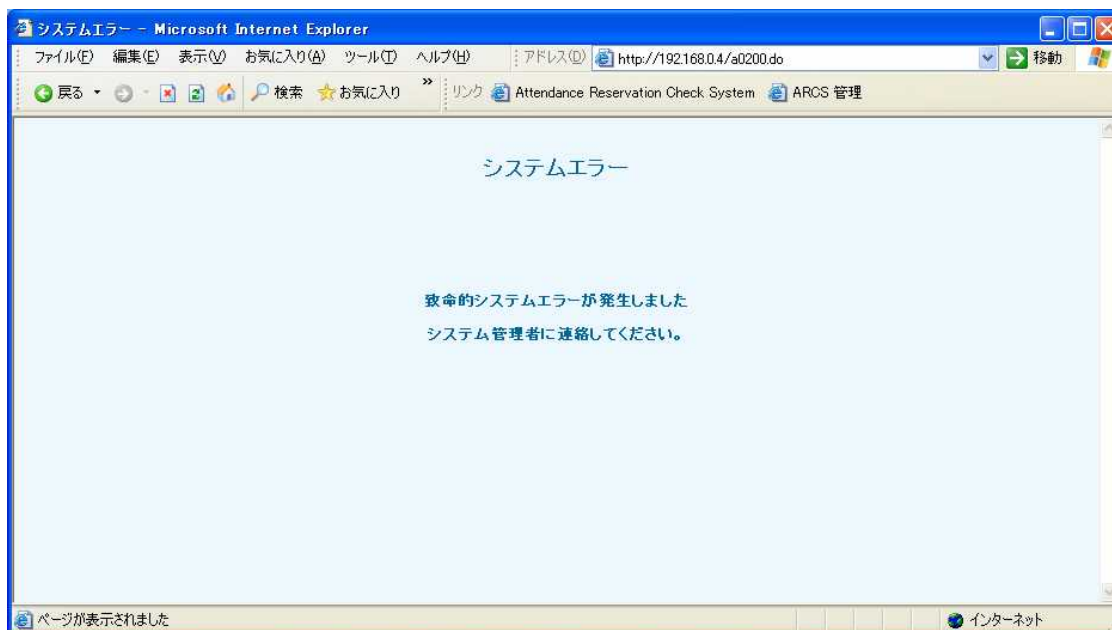 システムエラー - Microsoft Internet Explorer
ファイル(F) 編集(E) 表示(V) お気に入り(A) ツール(T) ヘルプ(H) アドレス(D) http://192.168.0.4/a0200.do 移動
戻る 検索 お気に入り » リンク Attendance Reservation Check System ARCS 管理
システムエラー
致命的システムエラーが発生しました
システム管理者に連絡してください。
ページが表示されました インターネット